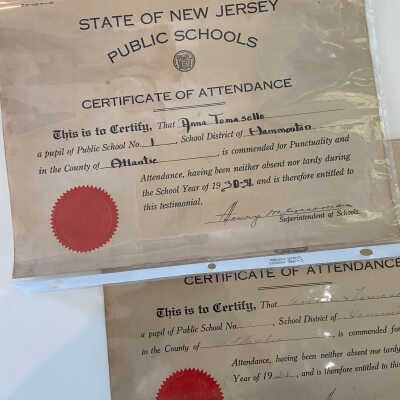 STATE OF NEW JERSEY
PUBLIC SCHOOLS
CERTIFICATE OF ATTENDANCE
This is to Certify, That Anna Tomasello
a pupil of Public School No. 1, School District of Hammonton
in the County of Atlantic, is commended for Punctuality and
Attendance, having been neither absent nor tardy during
the School Year of 1930-31 and is therefore entitled to
this testimonial.
Henry
Superintendent of Schools.
CERTIFICATE OF ATTENDANCE
This is to Certify, That
a pupil of Public School No. , School District of
in the County of , is commended for
Attendance, having been neither absent nor tardy
Year of 19 , and is therefore entitled to this